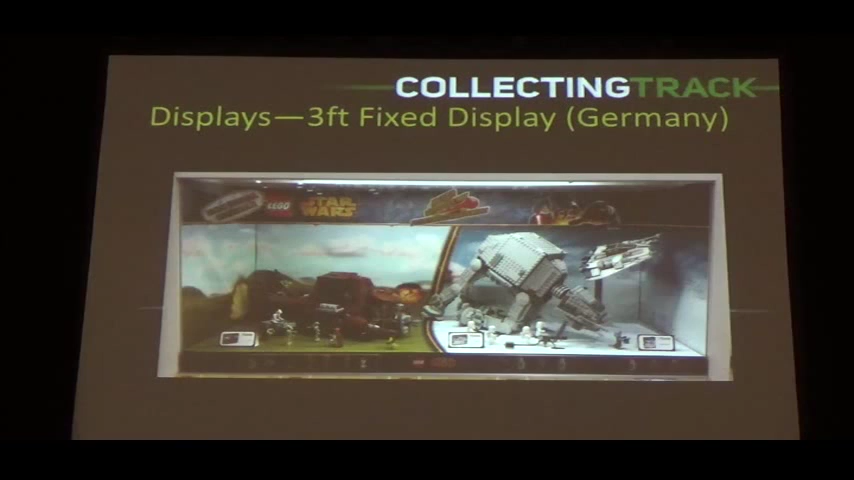 COLLECTINGTRACK
Displays—3ft Fixed Display (Germany)
LEGO STAR WARS